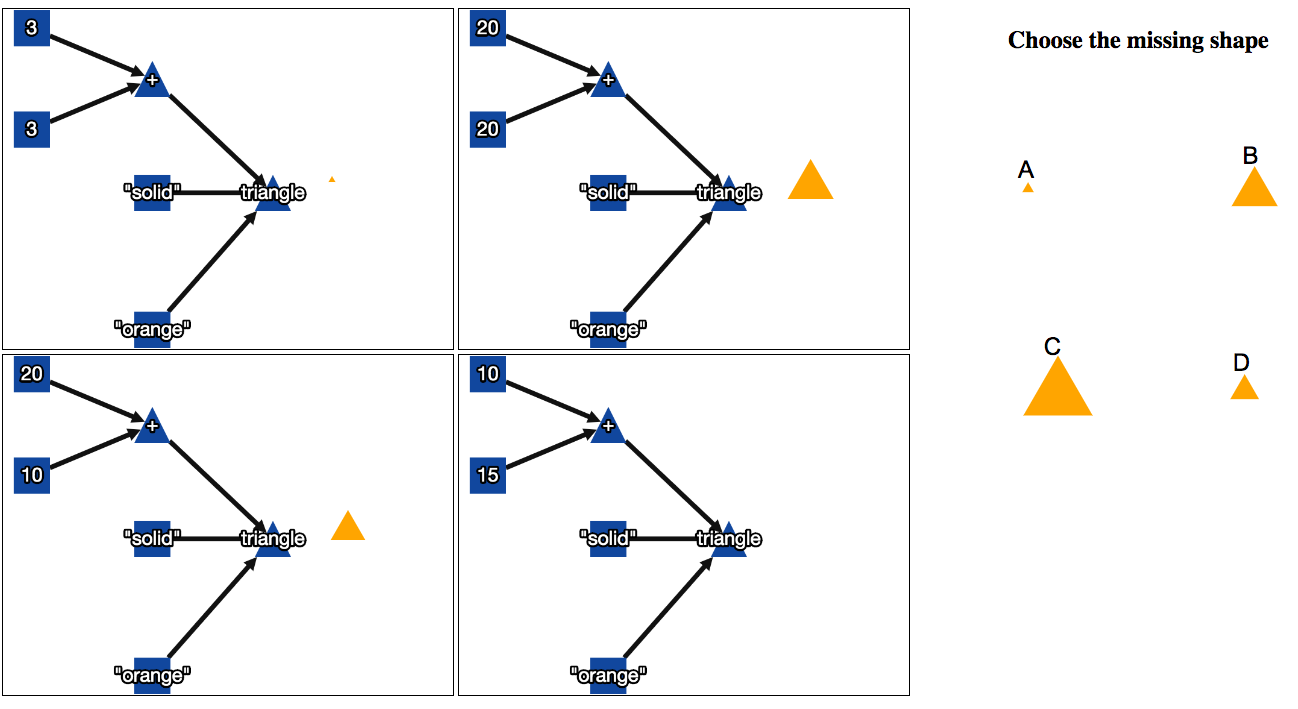 3
+
3
"solid"
triangle
"orange"
20
+
20
"solid"
triangle
"orange"
20
+
10
"solid"
triangle
"orange"
10
+
15
"solid"
triangle
"orange"
Choose the missing shape
A
B
C
D